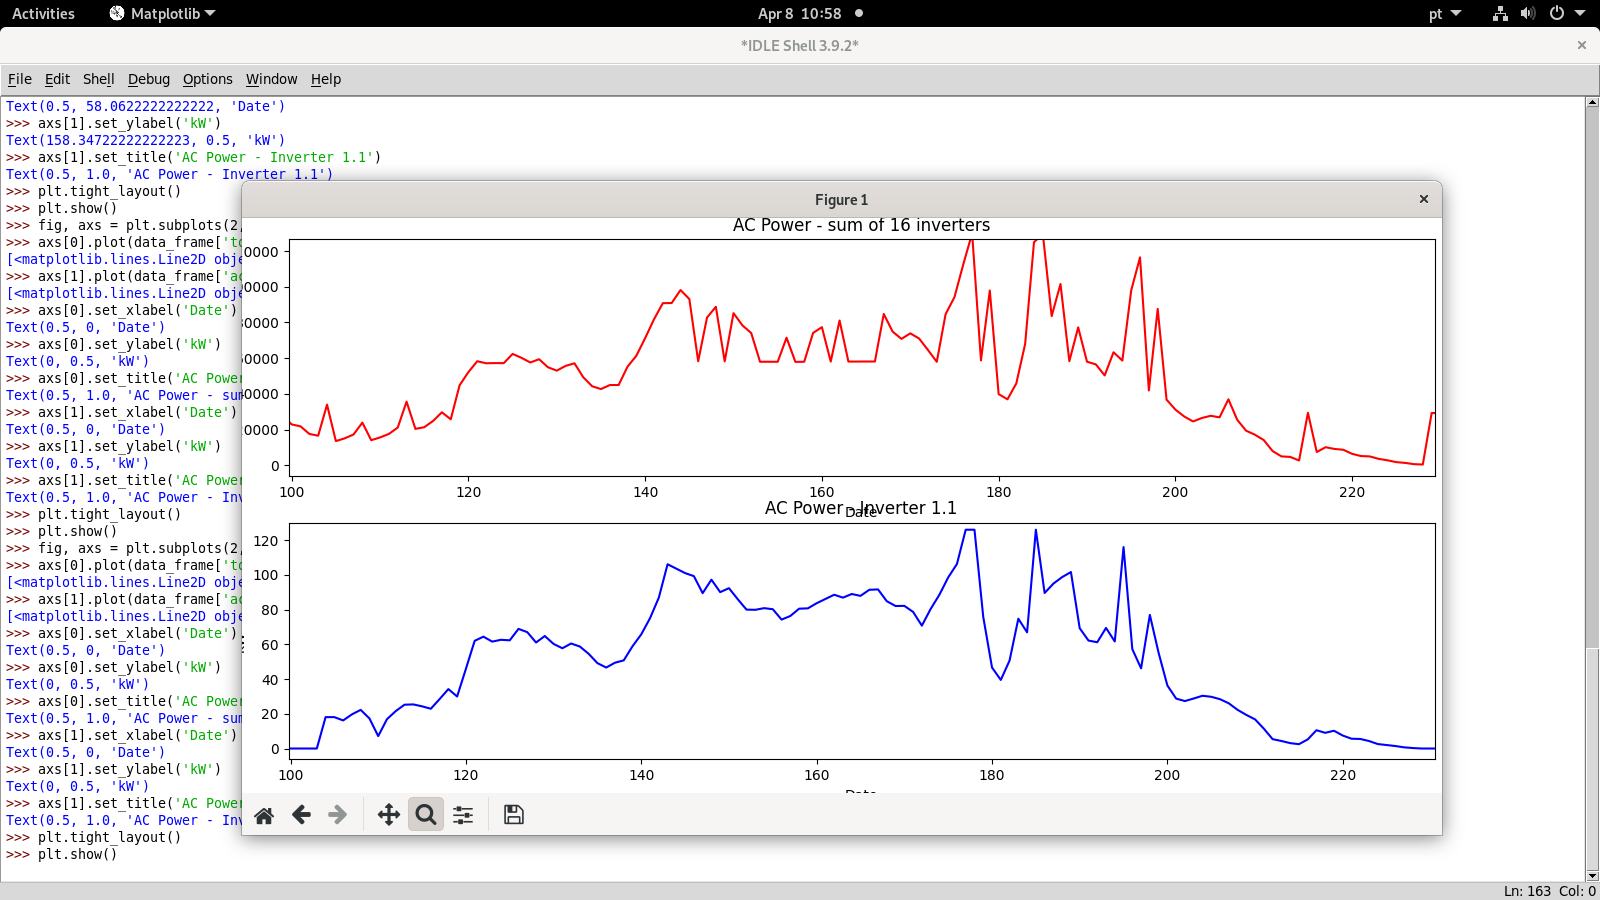 Activities Matplotlib Apr 8 10:58 pt
*IDLE Shell 3.9.2*
File Edit Shell Debug Options Window Help
Text(0.5, 58.0622222222222, 'Date')
>>> axs[1].set_ylabel('kW')
Text(158.34722222222223, 0.5, 'kW')
>>> axs[1].set_title('AC Power - Inverter 1.1')
Text(0.5, 1.0, 'AC Power - Inverter 1.1')
>>> plt.tight_layout()
>>> plt.show()
>>> fig, axs = plt.subplots(2,
>>> axs[0].plot(data_frame['to
[<matplotlib.lines.Line2D obje
>>> axs[1].plot(data_frame['ac
[<matplotlib.lines.Line2D obje
>>> axs[0].set_xlabel('Date')
Text(0.5, 0, 'Date')
>>> axs[0].set_ylabel('kW')
Text(0, 0.5, 'kW')
>>> axs[0].set_title('AC Power
Text(0.5, 1.0, 'AC Power - sum
>>> axs[1].set_xlabel('Date')
Text(0.5, 0, 'Date')
>>> axs[1].set_ylabel('kW')
Text(0, 0.5, 'kW')
>>> axs[1].set_title('AC Power
Text(0.5, 1.0, 'AC Power - Inv
>>> plt.tight_layout()
>>> plt.show()
>>> fig, axs = plt.subplots(2,
>>> axs[0].plot(data_frame['to
[<matplotlib.lines.Line2D obje
>>> axs[1].plot(data_frame['ac
[<matplotlib.lines.Line2D obje
>>> axs[0].set_xlabel('Date')
Text(0.5, 0, 'Date')
>>> axs[0].set_ylabel('kW')
Text(0, 0.5, 'kW')
>>> axs[0].set_title('AC Power
Text(0.5, 1.0, 'AC Power - sum
>>> axs[1].set_xlabel('Date')
Text(0.5, 0, 'Date')
>>> axs[1].set_ylabel('kW')
Text(0, 0.5, 'kW')
>>> axs[1].set_title('AC Power
Text(0.5, 1.0, 'AC Power - Inv
>>> plt.tight_layout()
>>> plt.show()
Figure 1
AC Power - sum of 16 inverters
0000
0000
0000
0000
0000
0000
0
100 120 140 160 180 200 220
Date
AC Power - Inverter 1.1
120
100
80
60
40
20
0
100 120 140 160 180 200 220
Date
Ln: 163 Col: 0